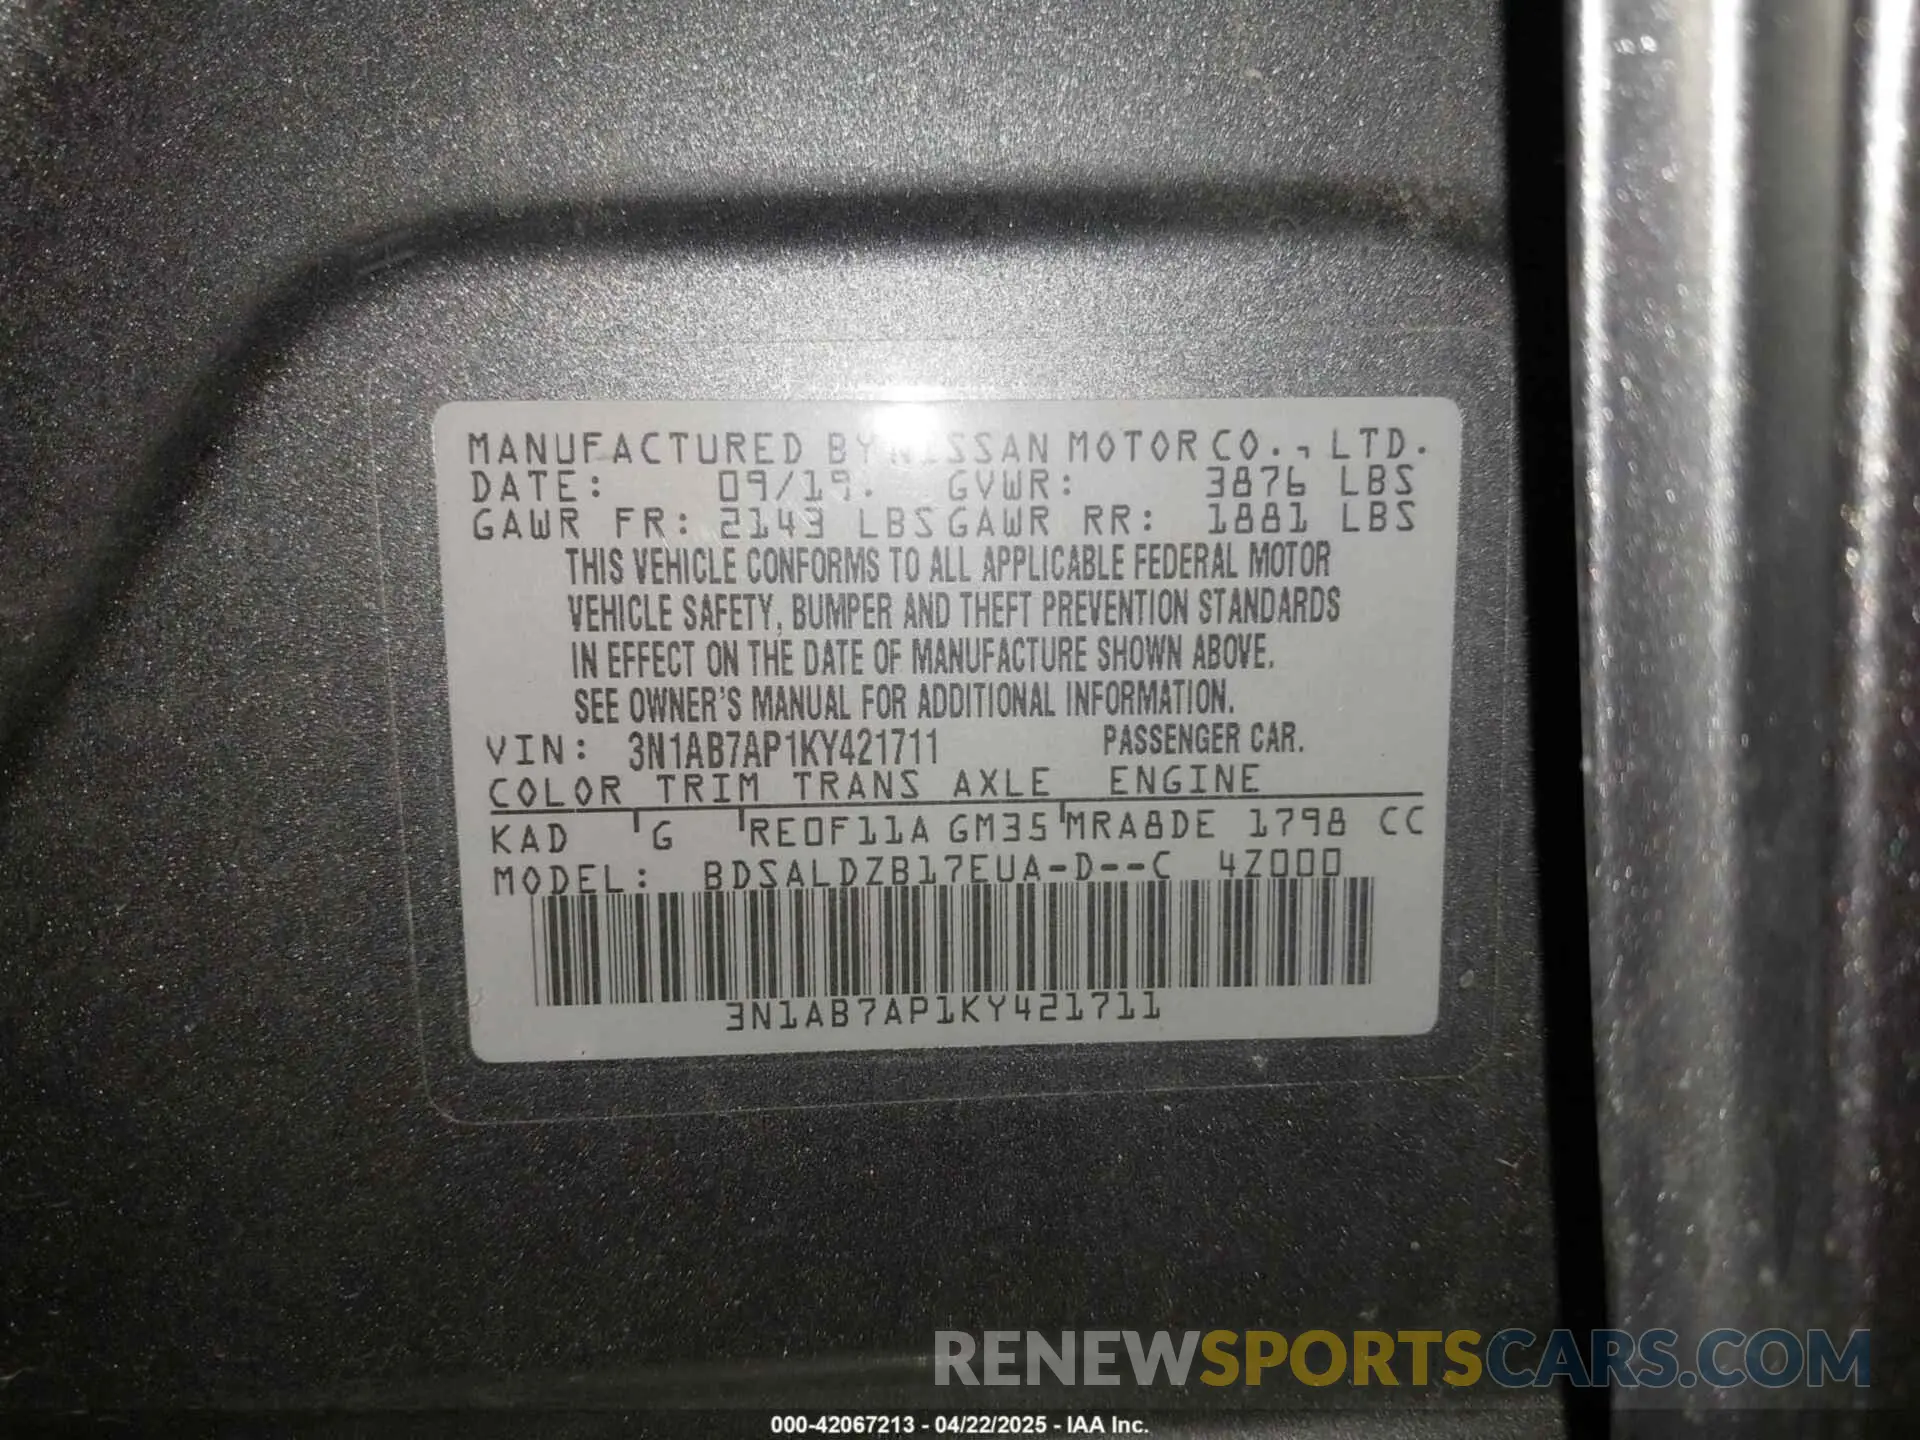 MANUFACTURED BY NISSAN MOTOR CO., LTD.
DATE: 09/19. GVWR: 3876 LBS
GAWR FR: 2143 LBS GAWR RR: 1881 LBS
THIS VEHICLE CONFORMS TO ALL APPLICABLE FEDERAL MOTOR
VEHICLE SAFETY, BUMPER AND THEFT PREVENTION STANDARDS
IN EFFECT ON THE DATE OF MANUFACTURE SHOWN ABOVE.
SEE OWNER'S MANUAL FOR ADDITIONAL INFORMATION.
VIN: 3N1AB7AP1KY421711 PASSENGER CAR.
COLOR TRIM TRANS AXLE ENGINE
KAD G RE0F11A GM35 MRA8DE 1798 CC
MODEL: BDSALDZB17EUA-D--C 4Z000
3N1AB7AP1KY421711
RENEWSPORTSCARS.COM
000-42067213 - 04/22/2025 - IAA Inc.